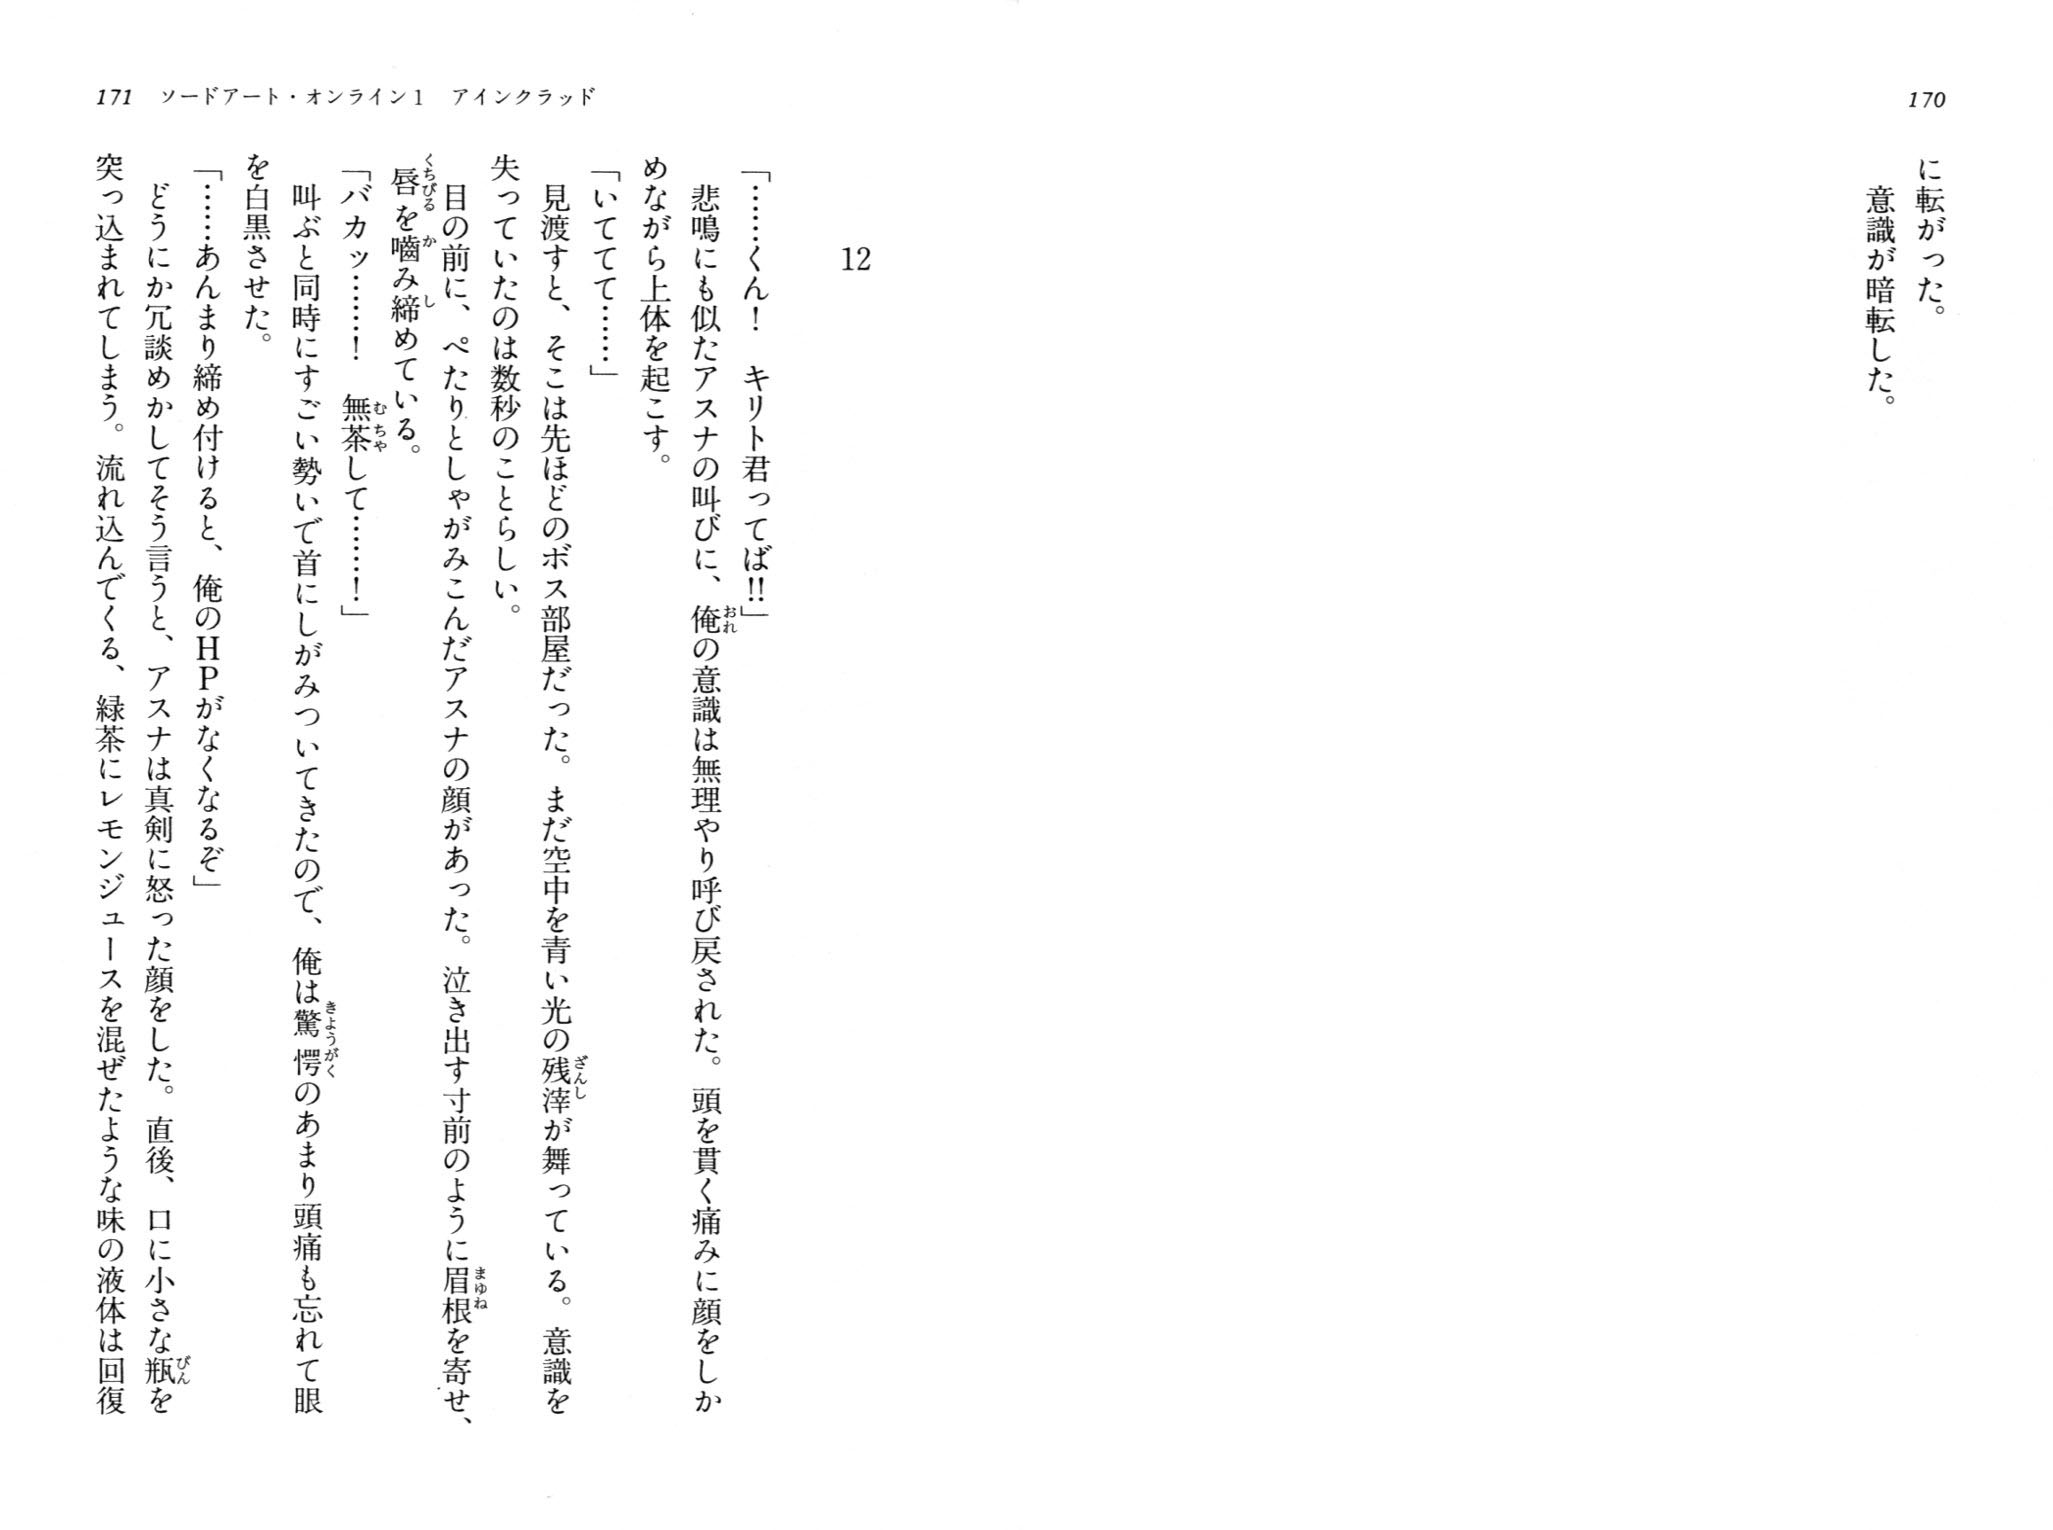 170
に転がった。
意識が暗転した。
171 ソードアート・オンライン1 アインクラッド
12
「……くん! キリト君ってば!!」
悲鳴にも似たアスナの叫びに、俺の意識は無理やり呼び戻された。頭を貫く痛みに顔をしか
めながら上体を起こす。
「いててて……」
見渡すと、そこは先ほどのボス部屋だった。まだ空中を青い光の残滓が舞っている。意識を
失っていたのは数秒のことらしい。
目の前に、ぺたりとしゃがみこんだアスナの顔があった。泣き出す寸前のように眉根を寄せ、
唇を嚙み締めている。
「バカッ……! 無茶して……!」
叫ぶと同時にすごい勢いで首にしがみついてきたので、俺は驚愕のあまり頭痛も忘れて眼
を白黒させた。
「……あんまり締め付けると、俺のHPがなくなるぞ」
どうにか冗談めかしてそう言うと、アスナは真剣に怒った顔をした。直後、口に小さな瓶を
突っ込まれてしまう。流れ込んでくる、緑茶にレモンジュースを混ぜたような味の液体は回復